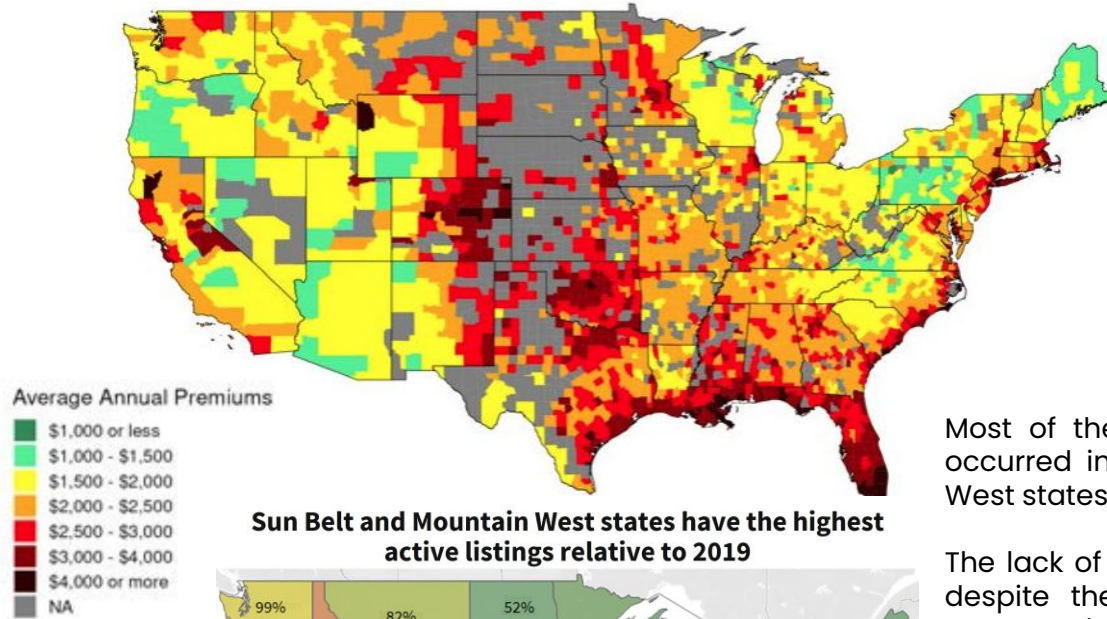 Average Annual Premiums
$1,000 or less
$1,000 - $1,500
$1,500 - $2,000
$2,000 - $2,500
$2,500 - $3,000
$3,000 - $4,000
$4,000 or more
NA
Sun Belt and Mountain West states have the highest
active listings relative to 2019
99%
82%
52%
Most of the
occurred in
West states
The lack of
despite the